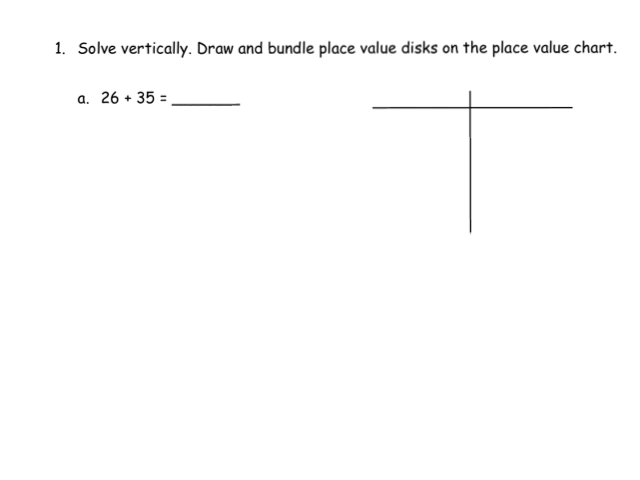 1. Solve vertically. Draw and bundle place value disks on the place value chart.
a. 26 + 35 = ________